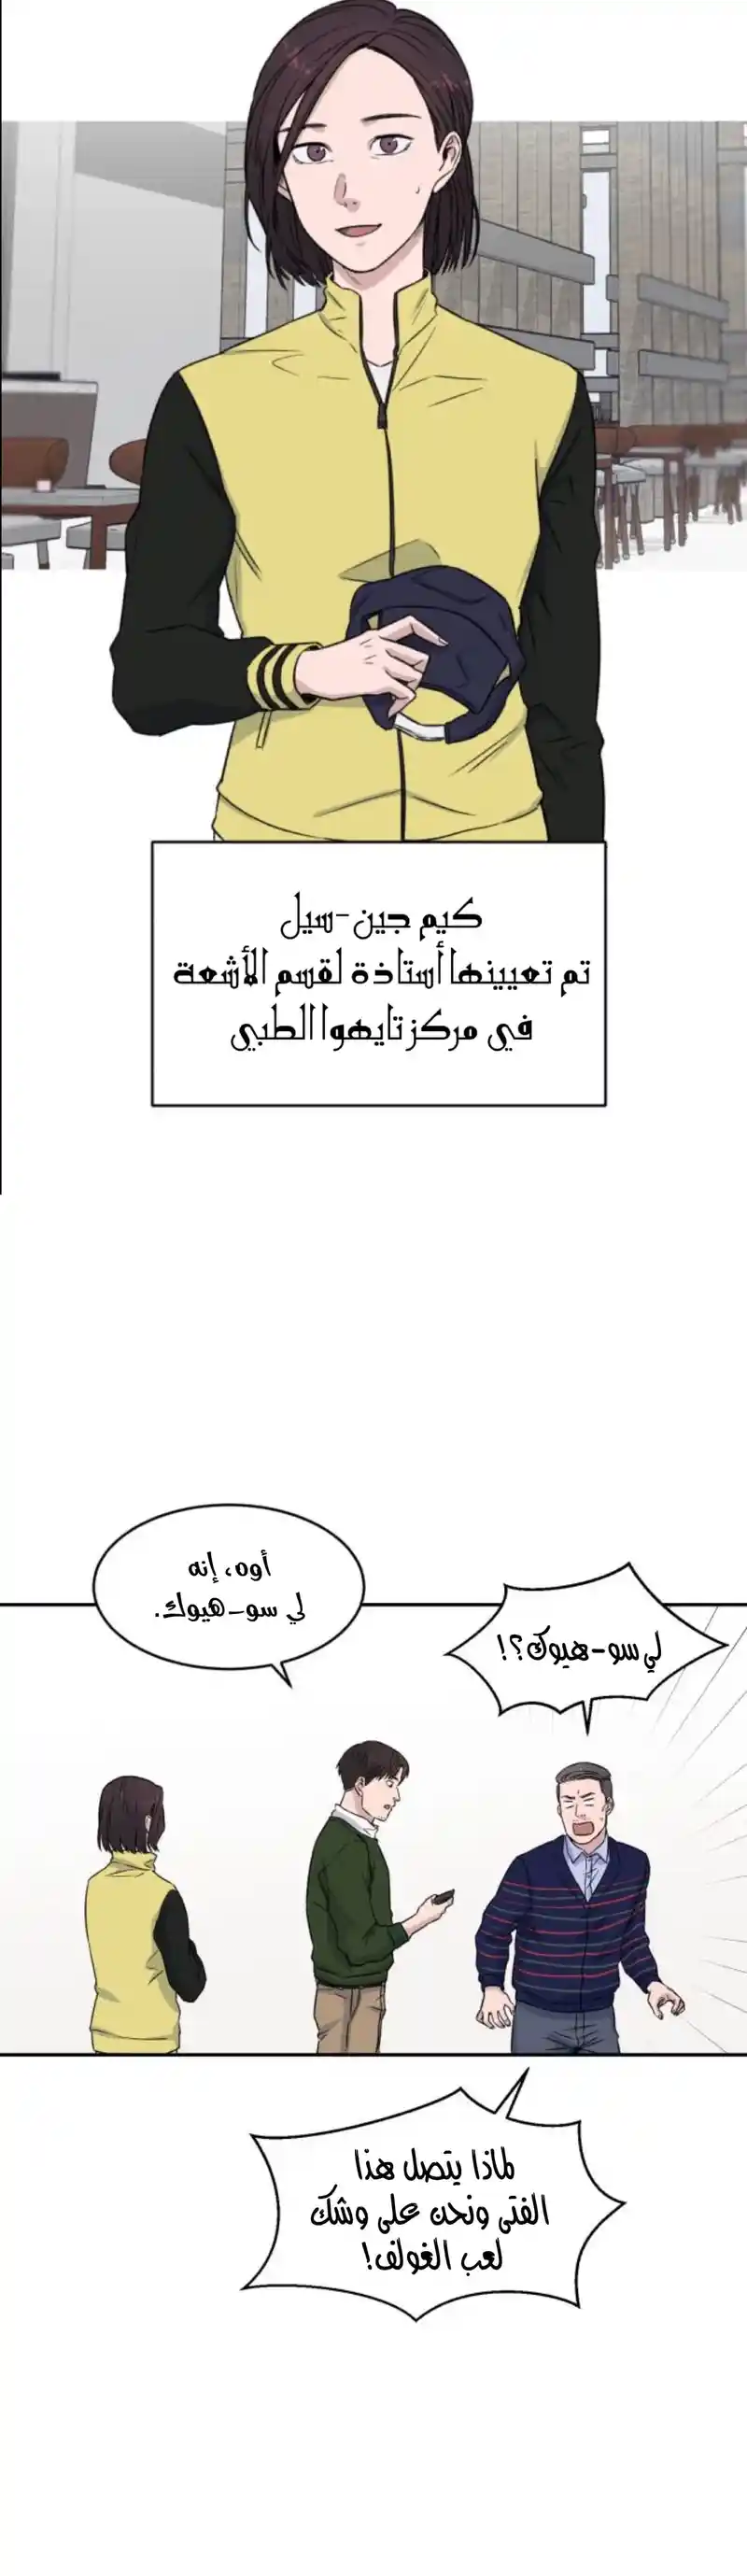 كيم جين-سيل
تم تعيينها أستاذة لقسم الأشعة
في مركز تايهوا الطبي
أوه، إنه
لي سو-هيوك.
لي سو-هيوك؟!
لماذا يتصل هذا
الفتى ونحن على وشك
لعب الغولف!